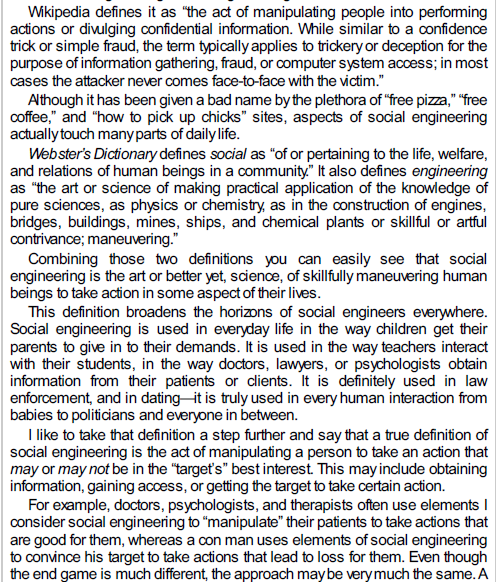 Wikipedia defines it as “the act of manipulating people into performing
actions or divulging confidential information. While similar to a confidence
trick or simple fraud, the term typically applies to trickery or deception for the
purpose of information gathering, fraud, or computer system access; in most
cases the attacker never comes face-to-face with the victim.”
Although it has been given a bad name by the plethora of “free pizza,” “free
coffee,” and “how to pick up chicks” sites, aspects of social engineering
actually touch many parts of daily life.
Webster’s Dictionary defines social as “of or pertaining to the life, welfare,
and relations of human beings in a community.” It also defines engineering
as “the art or science of making practical application of the knowledge of
pure sciences, as physics or chemistry, as in the construction of engines,
bridges, buildings, mines, ships, and chemical plants or skillful or artful
contrivance; maneuvering.”
Combining those two definitions you can easily see that social
engineering is the art or better yet, science, of skillfully maneuvering human
beings to take action in some aspect of their lives.
This definition broadens the horizons of social engineers everywhere.
Social engineering is used in everyday life in the way children get their
parents to give in to their demands. It is used in the way teachers interact
with their students, in the way doctors, lawyers, or psychologists obtain
information from their patients or clients. It is definitely used in law
enforcement, and in dating—it is truly used in every human interaction from
babies to politicians and everyone in between.
I like to take that definition a step further and say that a true definition of
social engineering is the act of manipulating a person to take an action that
may or may not be in the “target’s” best interest. This may include obtaining
information, gaining access, or getting the target to take certain action.
For example, doctors, psychologists, and therapists often use elements I
consider social engineering to “manipulate” their patients to take actions that
are good for them, whereas a con man uses elements of social engineering
to convince his target to take actions that lead to loss for them. Even though
the end game is much different, the approach may be very much the same. A